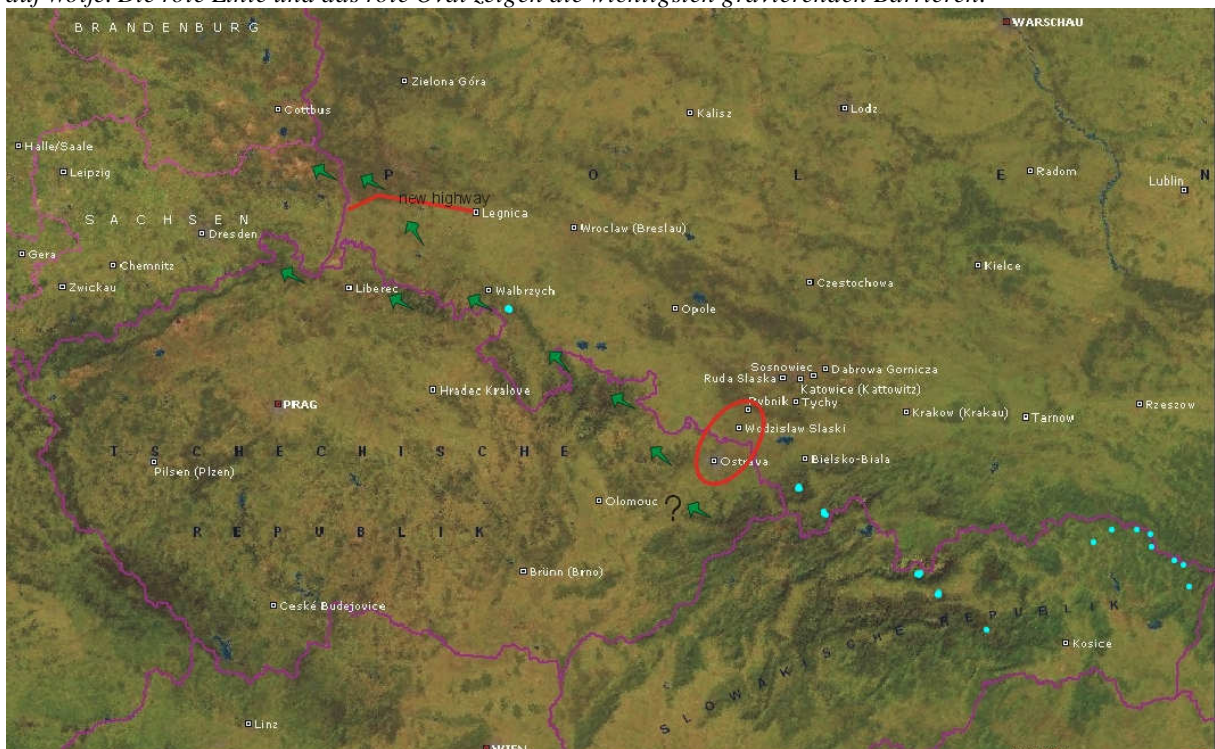 auf Wölfe. Die rote Linie und das rote Oval zeigen die wichtigsten gravierenden Barrieren.
BRANDENBURG
WARSCHAU
Zielona Góra
Cottbus
Kalisz
Lodz
Halle/Saale
Leipzig
P O L E N
Radom
Lublin
new highway
SACHSEN
Legnica
Dresden
Wroclaw (Breslau)
Gera
Chemnitz
Kielce
Zwickau
Liberec
Walbrzych
Czestochowa
Opole
Sosnowiec
Dabrowa Gornicza
Ruda Slaska
Katowice (Kattowitz)
Hradec Kralove
PRAG
Rybnik
Tychy
Krakow (Krakau)
Tarnow
Rzeszow
Wodzislaw Slaski
TSCHECHISCHE
Pilsen (Plzen)
Ostrava
Bielsko-Biala
Olomouc
?
REPUBLIK
Brünn (Brno)
Ceské Budejovice
SLOWAKISCHE REPUBLIK
Kosice
Linz
WIEN